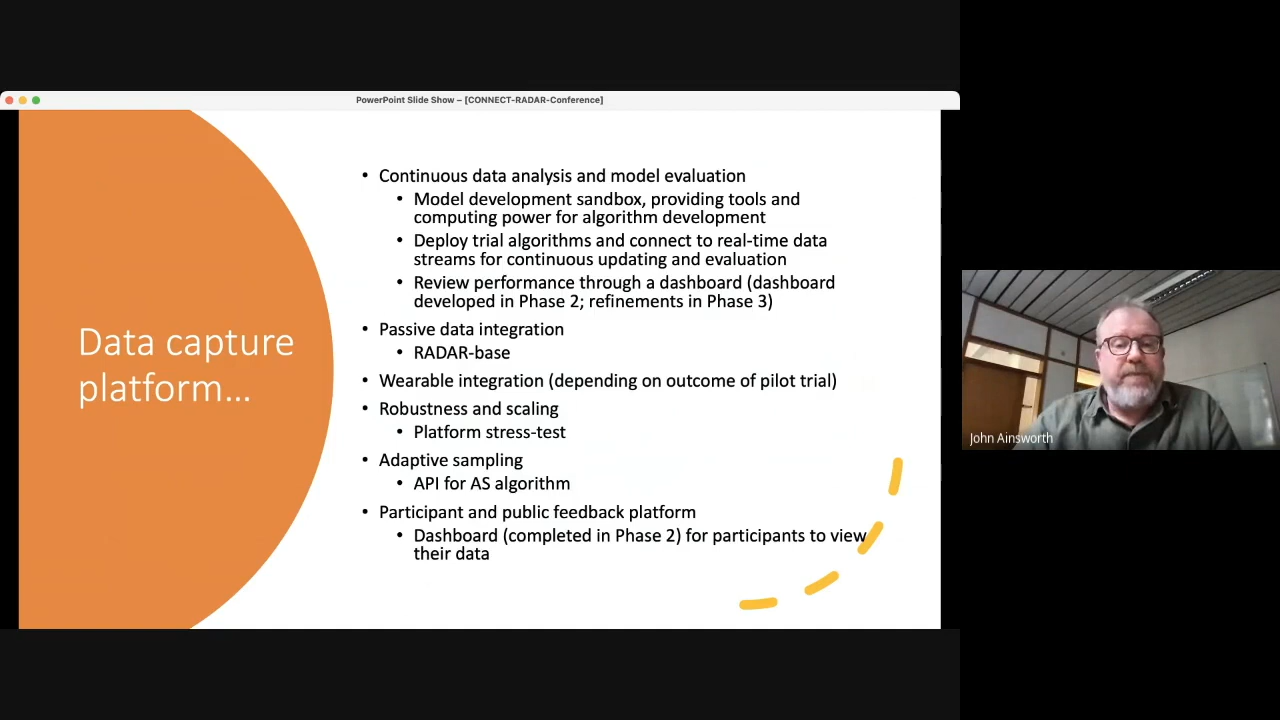 PowerPoint Slide Show – [CONNECT-RADAR-Conference]
Data capture
platform...
• Continuous data analysis and model evaluation
• Model development sandbox, providing tools and
computing power for algorithm development
• Deploy trial algorithms and connect to real-time data
streams for continuous updating and evaluation
• Review performance through a dashboard (dashboard
developed in Phase 2; refinements in Phase 3)
• Passive data integration
• RADAR-base
• Wearable integration (depending on outcome of pilot trial)
• Robustness and scaling
• Platform stress-test
• Adaptive sampling
• API for AS algorithm
• Participant and public feedback platform
• Dashboard (completed in Phase 2) for participants to view
their data
John Ainsworth